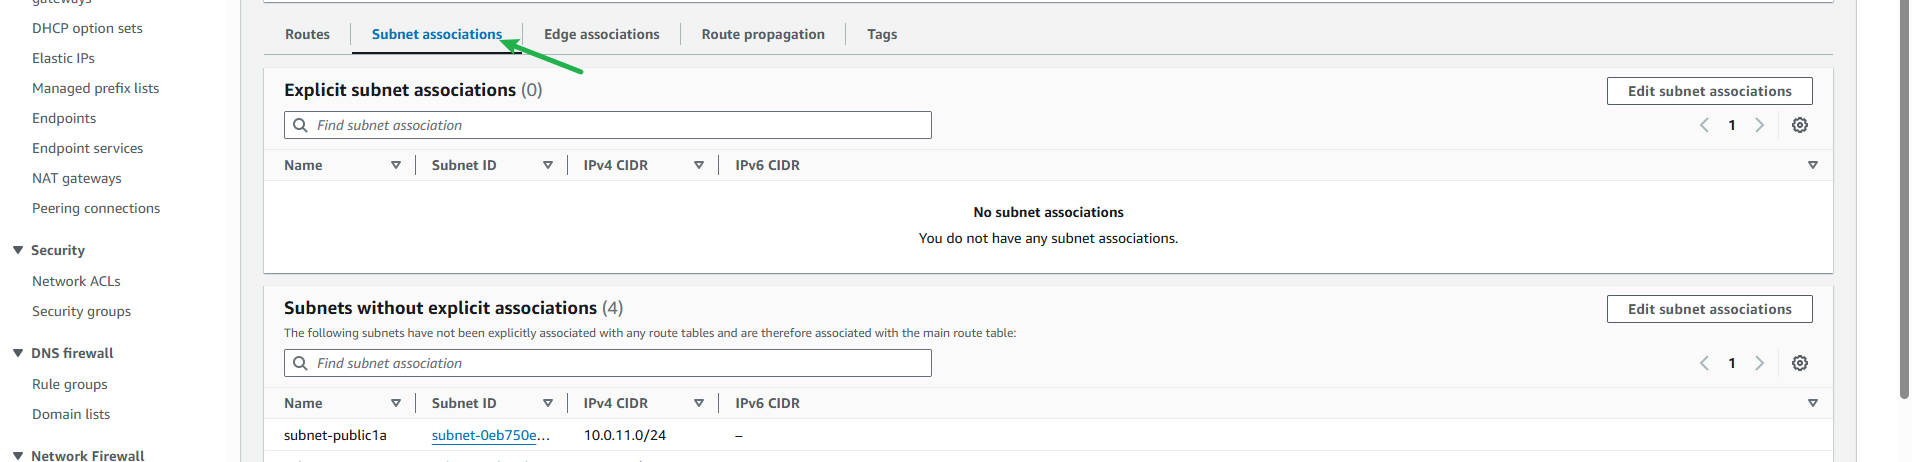 gateways
DHCP option sets
Elastic IPs
Managed prefix lists
Endpoints
Endpoint services
NAT gateways
Peering connections
Security
Network ACLs
Security groups
DNS firewall
Rule groups
Domain lists
Network Firewall
Routes Subnet associations Edge associations Route propagation Tags
Explicit subnet associations (0) Edit subnet associations
Find subnet association 1
Name Subnet ID IPv4 CIDR IPv6 CIDR
No subnet associations
You do not have any subnet associations.
Subnets without explicit associations (4) Edit subnet associations
The following subnets have not been explicitly associated with any route tables and are therefore associated with the main route table:
Find subnet association 1
Name Subnet ID IPv4 CIDR IPv6 CIDR
subnet-public1a subnet-0eb750e... 10.0.11.0/24 –